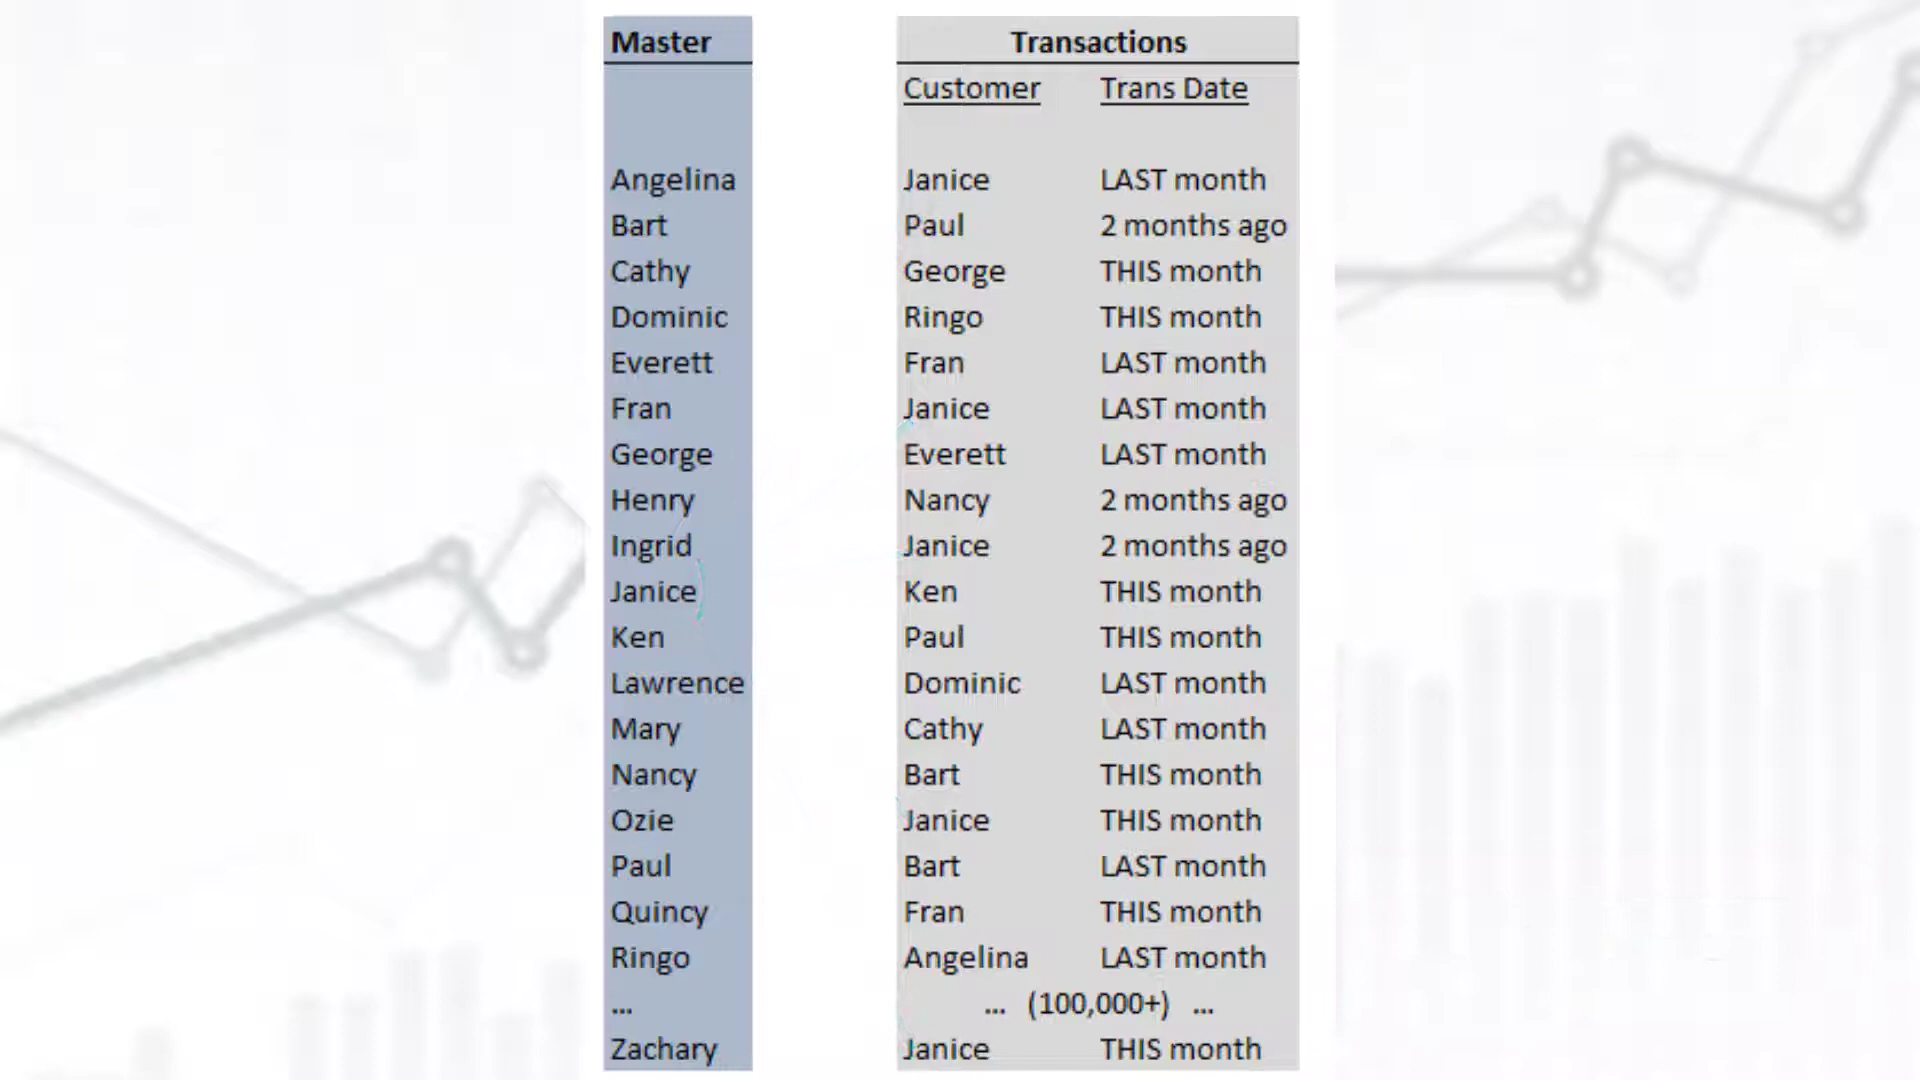 Master
Angelina
Bart
Cathy
Dominic
Everett
Fran
George
Henry
Ingrid
Janice
Ken
Lawrence
Mary
Nancy
Ozie
Paul
Quincy
Ringo
...
Zachary
Transactions
Customer Trans Date
Janice LAST month
Paul 2 months ago
George THIS month
Ringo THIS month
Fran LAST month
Janice LAST month
Everett LAST month
Nancy 2 months ago
Janice 2 months ago
Ken THIS month
Paul THIS month
Dominic LAST month
Cathy LAST month
Bart THIS month
Janice THIS month
Bart LAST month
Fran THIS month
Angelina LAST month
... (100,000+) ...
Janice THIS month